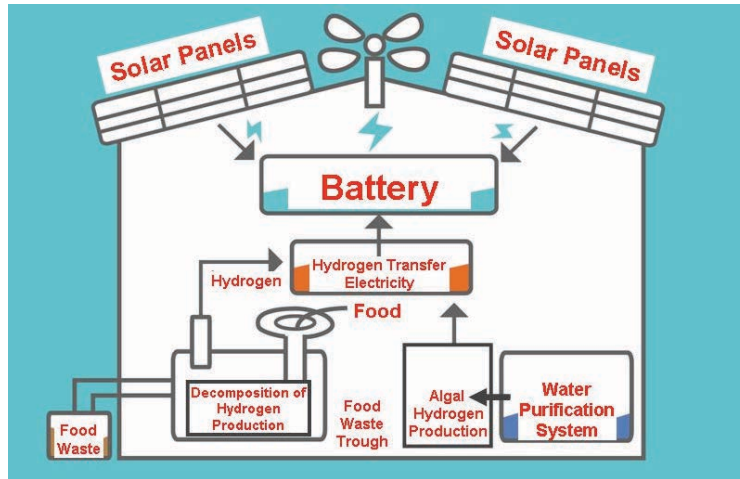 Solar Panels
Solar Panels
Battery
Hydrogen Transfer
Electricity
Hydrogen
Food
Decomposition of
Hydrogen
Production
Food
Waste
Food
Waste
Trough
Algal
Hydrogen
Production
Water
Purification
System